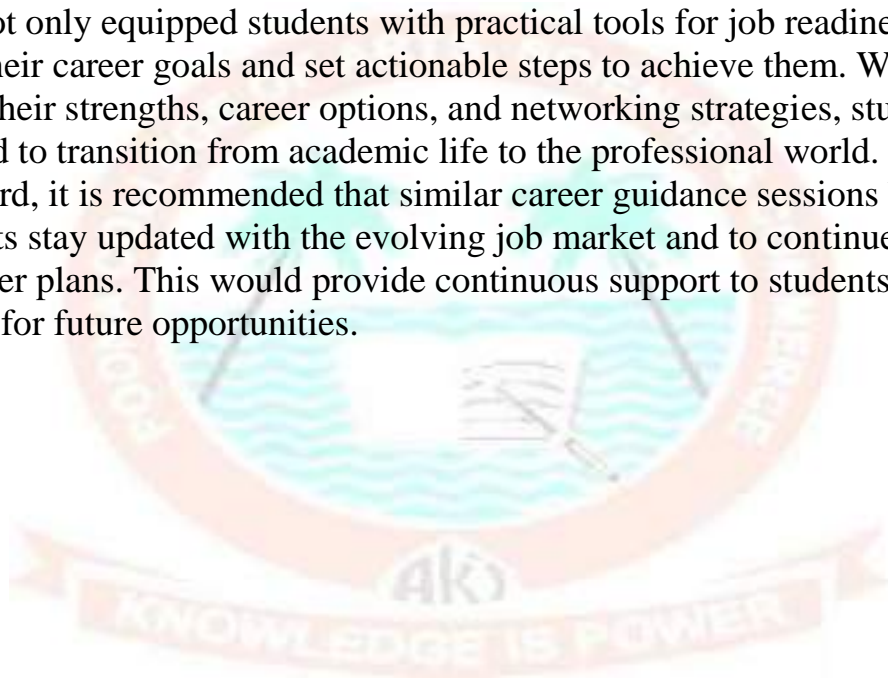 ot only equipped students with practical tools for job readine
heir career goals and set actionable steps to achieve them. W
their strengths, career options, and networking strategies, stu
d to transition from academic life to the professional world.
rd, it is recommended that similar career guidance sessions
ts stay updated with the evolving job market and to continue
er plans. This would provide continuous support to students
for future opportunities.
AKI
KNOWLEDGE IS POWER